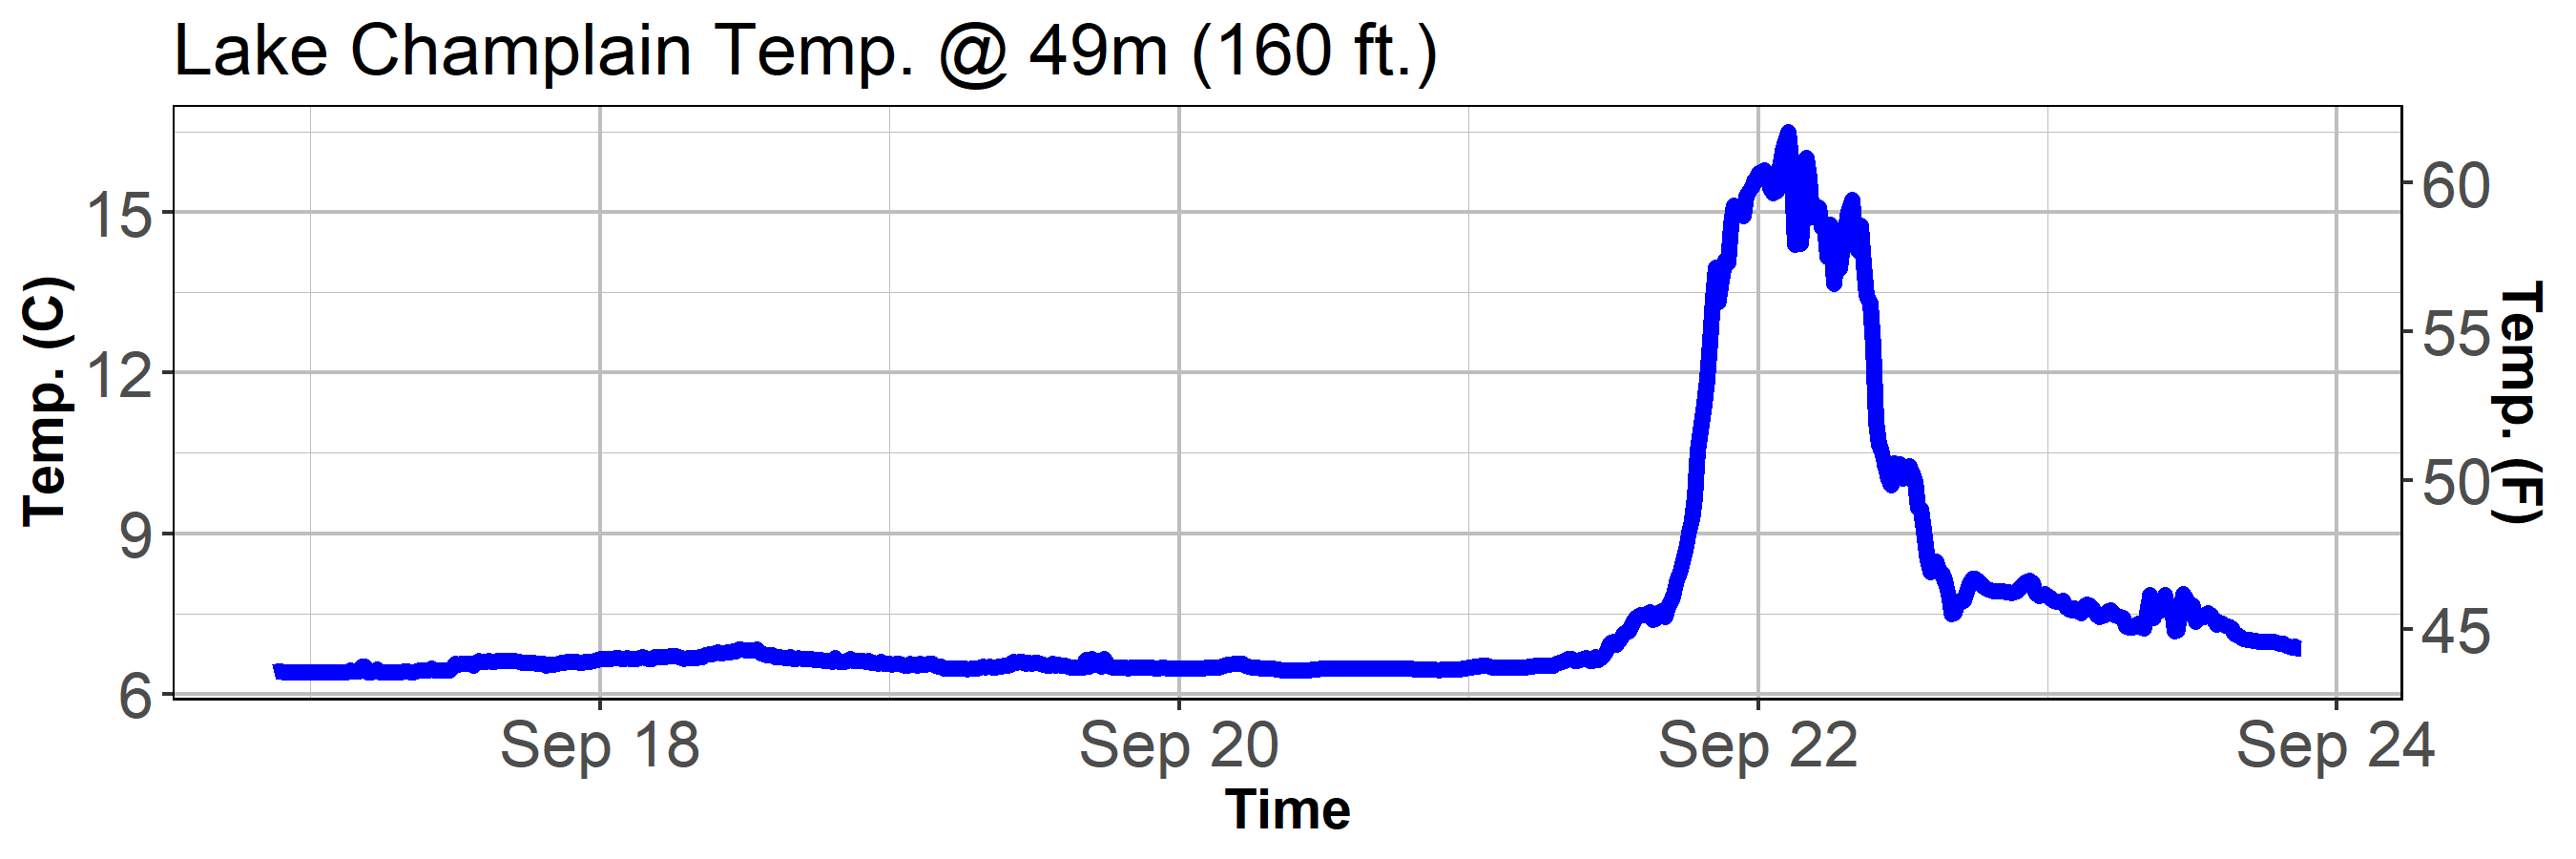 Lake Champlain Temp. @ 49m (160 ft.)
Temp. (C)
15
12
9
6
60
55
50
45
Temp. (F)
Sep 18 Sep 20 Sep 22 Sep 24
Time